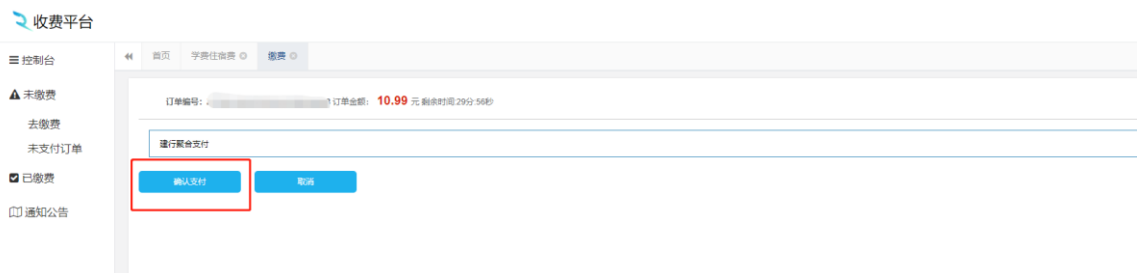 收费平台
控制台
首页 学费住宿费 缴费
未缴费
订单编号: 订单金额: 10.99 元 剩余时间:29分:56秒
去缴费
建行聚合支付
未支付订单
已缴费
确认支付 取消
通知公告